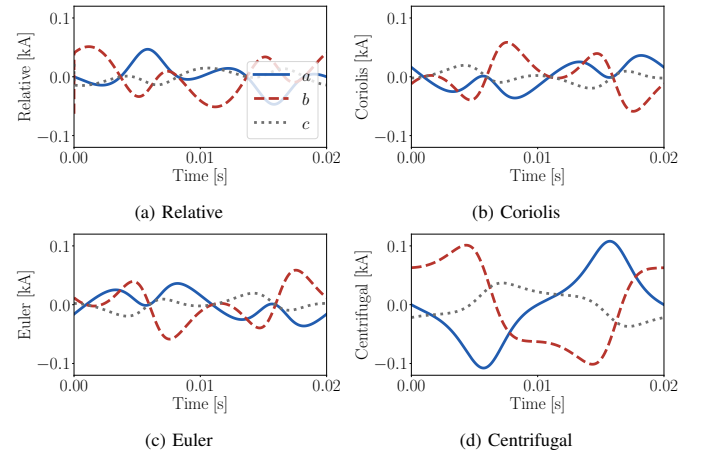 0.1
0.0
−0.1
Relative [kA]
a
b
c
0.00
0.01
0.02
Time [s]
(a) Relative
0.1
0.0
−0.1
Coriolis [kA]
0.00
0.01
0.02
Time [s]
(b) Coriolis
0.1
0.0
−0.1
Euler [kA]
0.00
0.01
0.02
Time [s]
(c) Euler
0.1
0.0
−0.1
Centrifugal [kA]
0.00
0.01
0.02
Time [s]
(d) Centrifugal